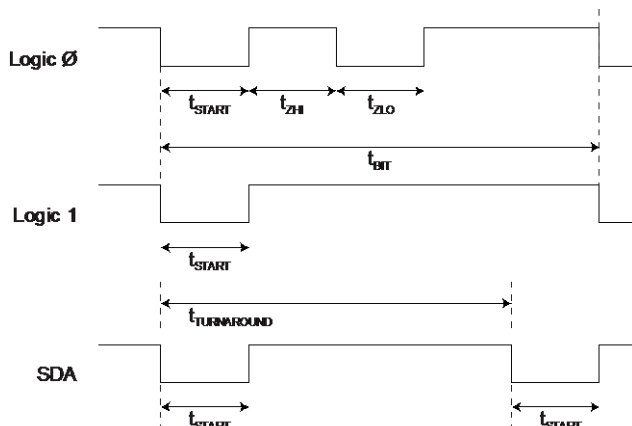 Logic Ø
tSTART tZHI tZLO
tBIT
Logic 1
tSTART
tTURNAROUND
SDA
tSTART tSTART